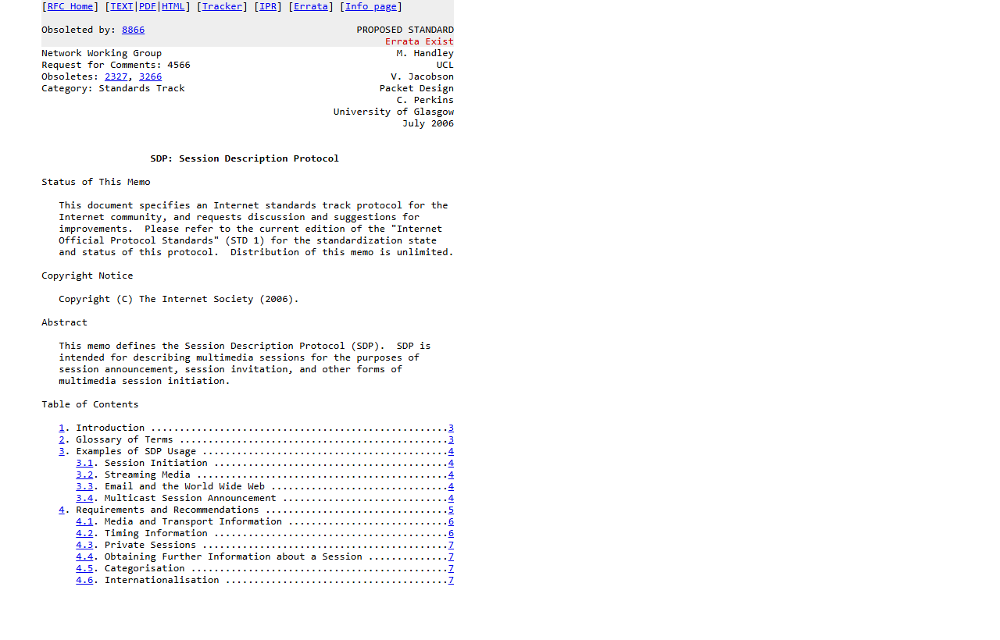 [RFC Home] [TEXT|PDF|HTML] [Tracker] [IPR] [Errata] [Info page]
Obsoleted by: 8866 PROPOSED STANDARD
Errata Exist
Network Working Group M. Handley
Request for Comments: 4566 UCL
Obsoletes: 2327, 3266 V. Jacobson
Category: Standards Track Packet Design
C. Perkins
University of Glasgow
July 2006
SDP: Session Description Protocol
Status of This Memo
This document specifies an Internet standards track protocol for the
Internet community, and requests discussion and suggestions for
improvements.  Please refer to the current edition of the "Internet
Official Protocol Standards" (STD 1) for the standardization state
and status of this protocol.  Distribution of this memo is unlimited.
Copyright Notice
Copyright (C) The Internet Society (2006).
Abstract
This memo defines the Session Description Protocol (SDP).  SDP is
intended for describing multimedia sessions for the purposes of
session announcement, session invitation, and other forms of
multimedia session initiation.
Table of Contents
1. Introduction ....................................................3
2. Glossary of Terms ...............................................3
3. Examples of SDP Usage ...........................................4
3.1. Session Initiation .........................................4
3.2. Streaming Media ............................................4
3.3. Email and the World Wide Web ...............................4
3.4. Multicast Session Announcement .............................4
4. Requirements and Recommendations ................................5
4.1. Media and Transport Information ............................6
4.2. Timing Information .........................................6
4.3. Private Sessions ...........................................7
4.4. Obtaining Further Information about a Session ..............7
4.5. Categorisation .............................................7
4.6. Internationalisation .......................................7